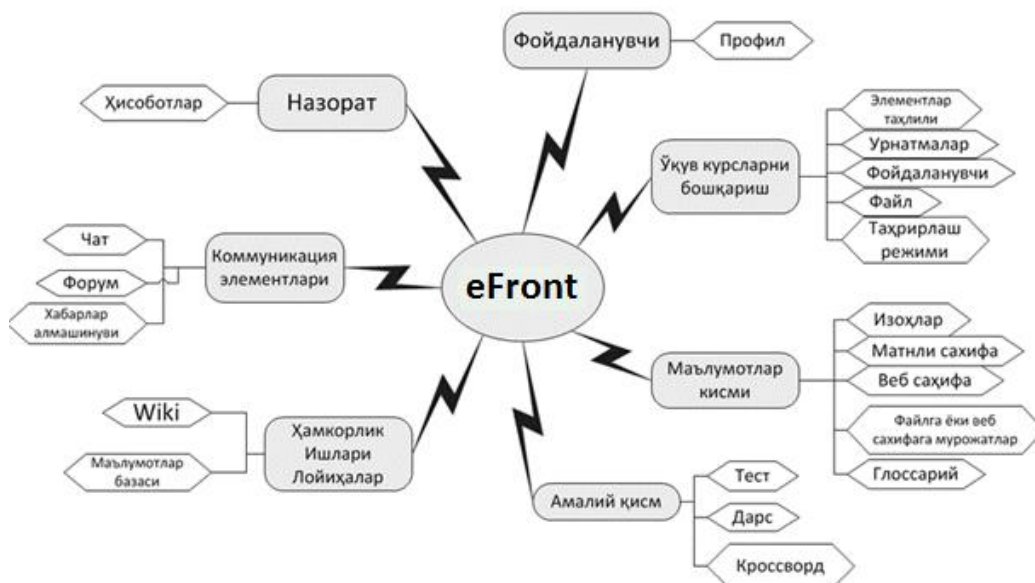 Фойдаланувчи
Профил
Назорат
Ҳисоботлар
Ўқув курсларни
бошқариш
Элементлар
таҳлили
Урнатмалар
Фойдаланувчи
Файл
Таҳрирлаш
режими
Коммуникация
элементлари
Чат
Форум
Хабарлар
алмашинуви
eFront
Маълумотлар
кисми
Изоҳлар
Матнли сахифа
Веб саҳифа
Файлга ёки веб
сахифага мурожатлар
Глоссарий
Ҳамкорлик
Ишлари
Лойиҳалар
Wiki
Маълумотлар
базаси
Амалий қисм
Тест
Дарс
Кроссворд